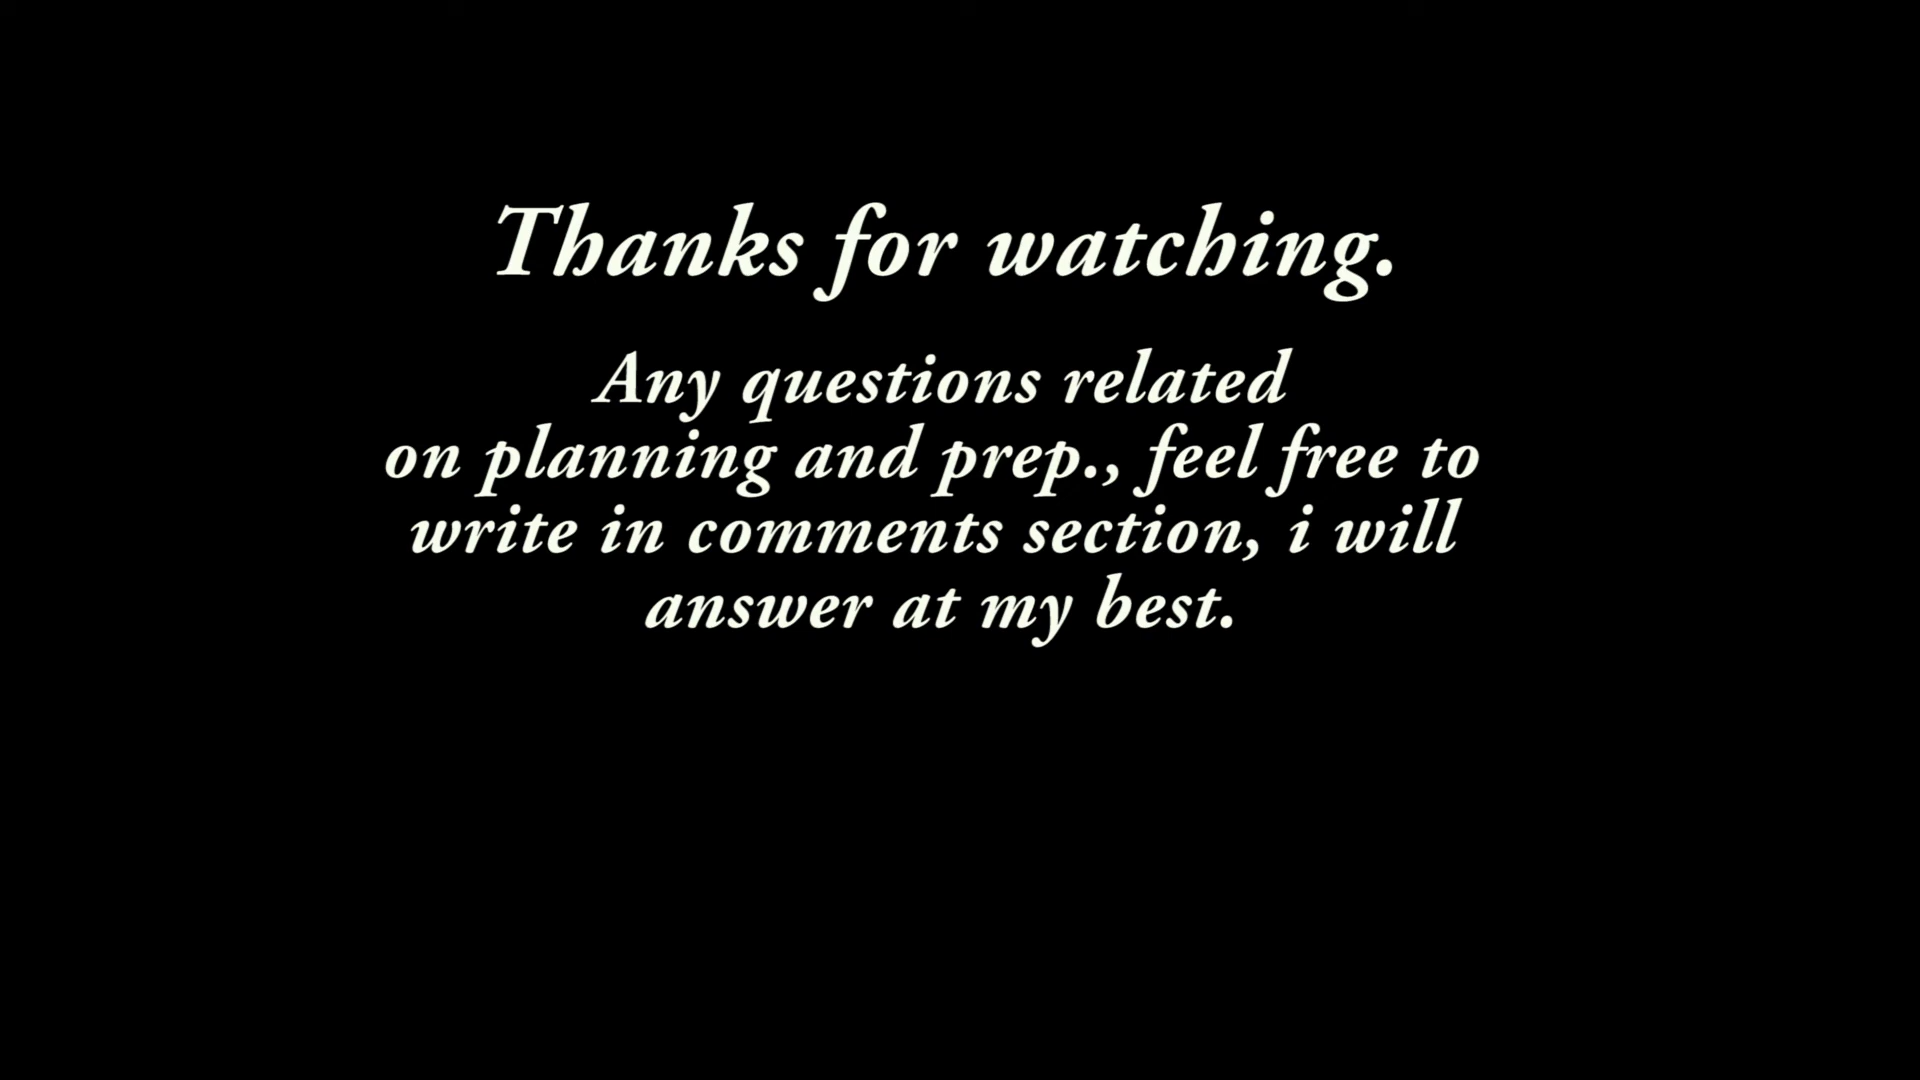 Thanks for watching.
Any questions related
on planning and prep., feel free to
write in comments section, i will
answer at my best.